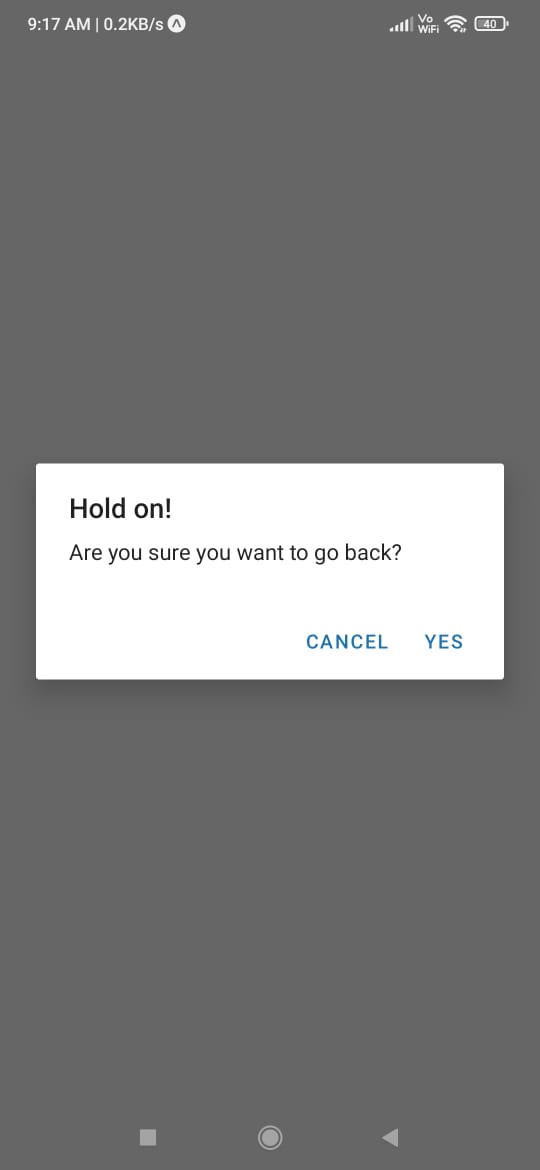 9:17 AM | 0.2KB/s
Vo
WiFi
40
Hold on!
Are you sure you want to go back?
CANCEL YES